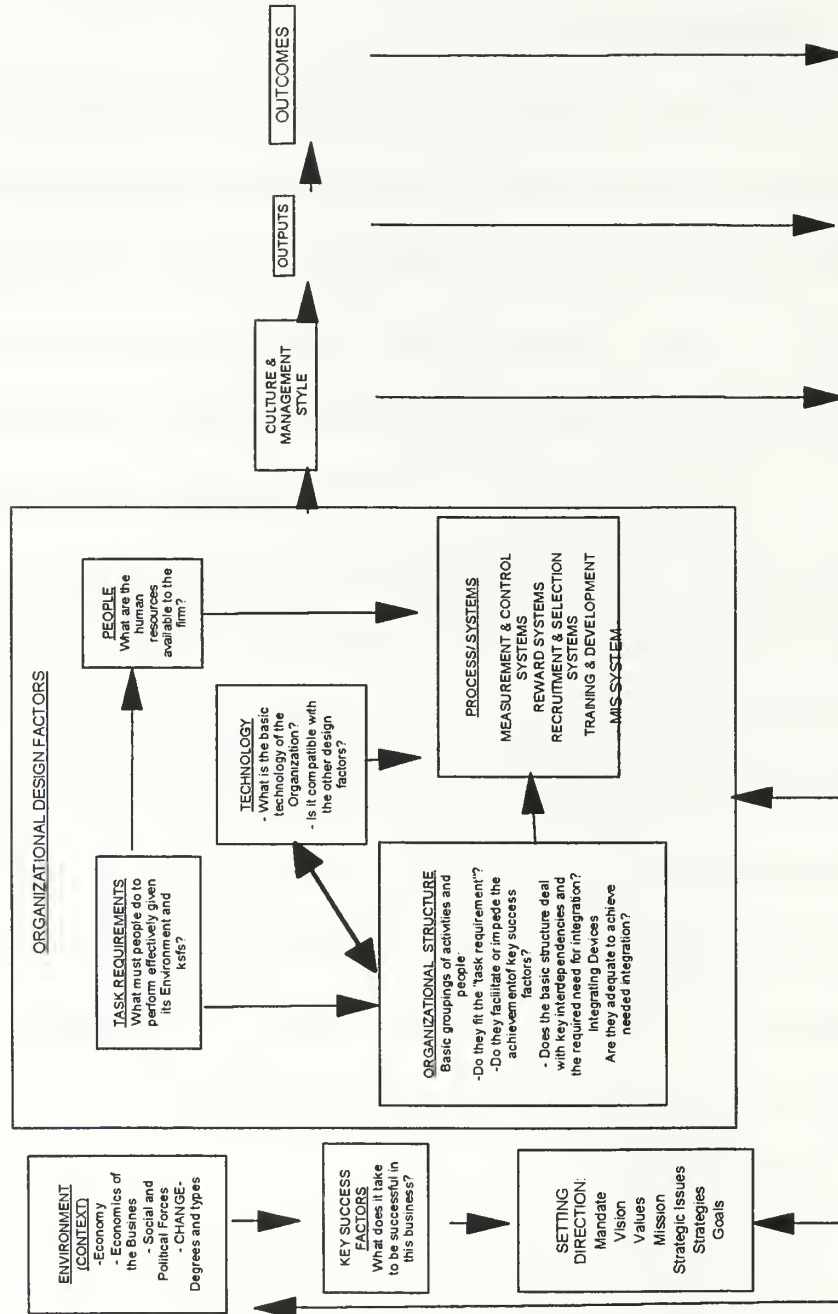 ENVIRONMENT
(CONTEXT)
-Economy
- Economics of
the Busines
- Social and
Political Forces
- CHANGE-
Degrees and types
KEY SUCCESS
FACTORS
What does it take
to be successful in
this business?
SETTING
DIRECTION:
Mandate
Vision
Values
Mission
Strategic Issues
Strategies
Goals
ORGANIZATIONAL DESIGN FACTORS
TASK REQUIREMENTS
What must people do to
perform effectively given
its Environment and
ksfs?
PEOPLE
What are the
human
resources
available to the
firm?
TECHNOLOGY
- What is the basic
technology of the
Organization?
- Is it compatible with
the other design
factors?
ORGANIZATIONAL STRUCTURE
Basic groupings of activities and
people:
-Do they fit the "task requirement"?
-Do they facilitate or impede the
achievementof key success
factors?
- Does the basic structure deal
with key interdependencies and
the required need for integration?
Integrating Devices
Are they adequate to achieve
needed integration?
PROCESS/ SYSTEMS
MEASUREMENT & CONTROL
SYSTEMS
REWARD SYSTEMS
RECRUITMENT & SELECTION
SYSTEMS
TRAINING & DEVELOPMENT
MIS SYSTEM
CULTURE &
MANAGEMENT
STYLE
OUTPUTS
OUTCOMES